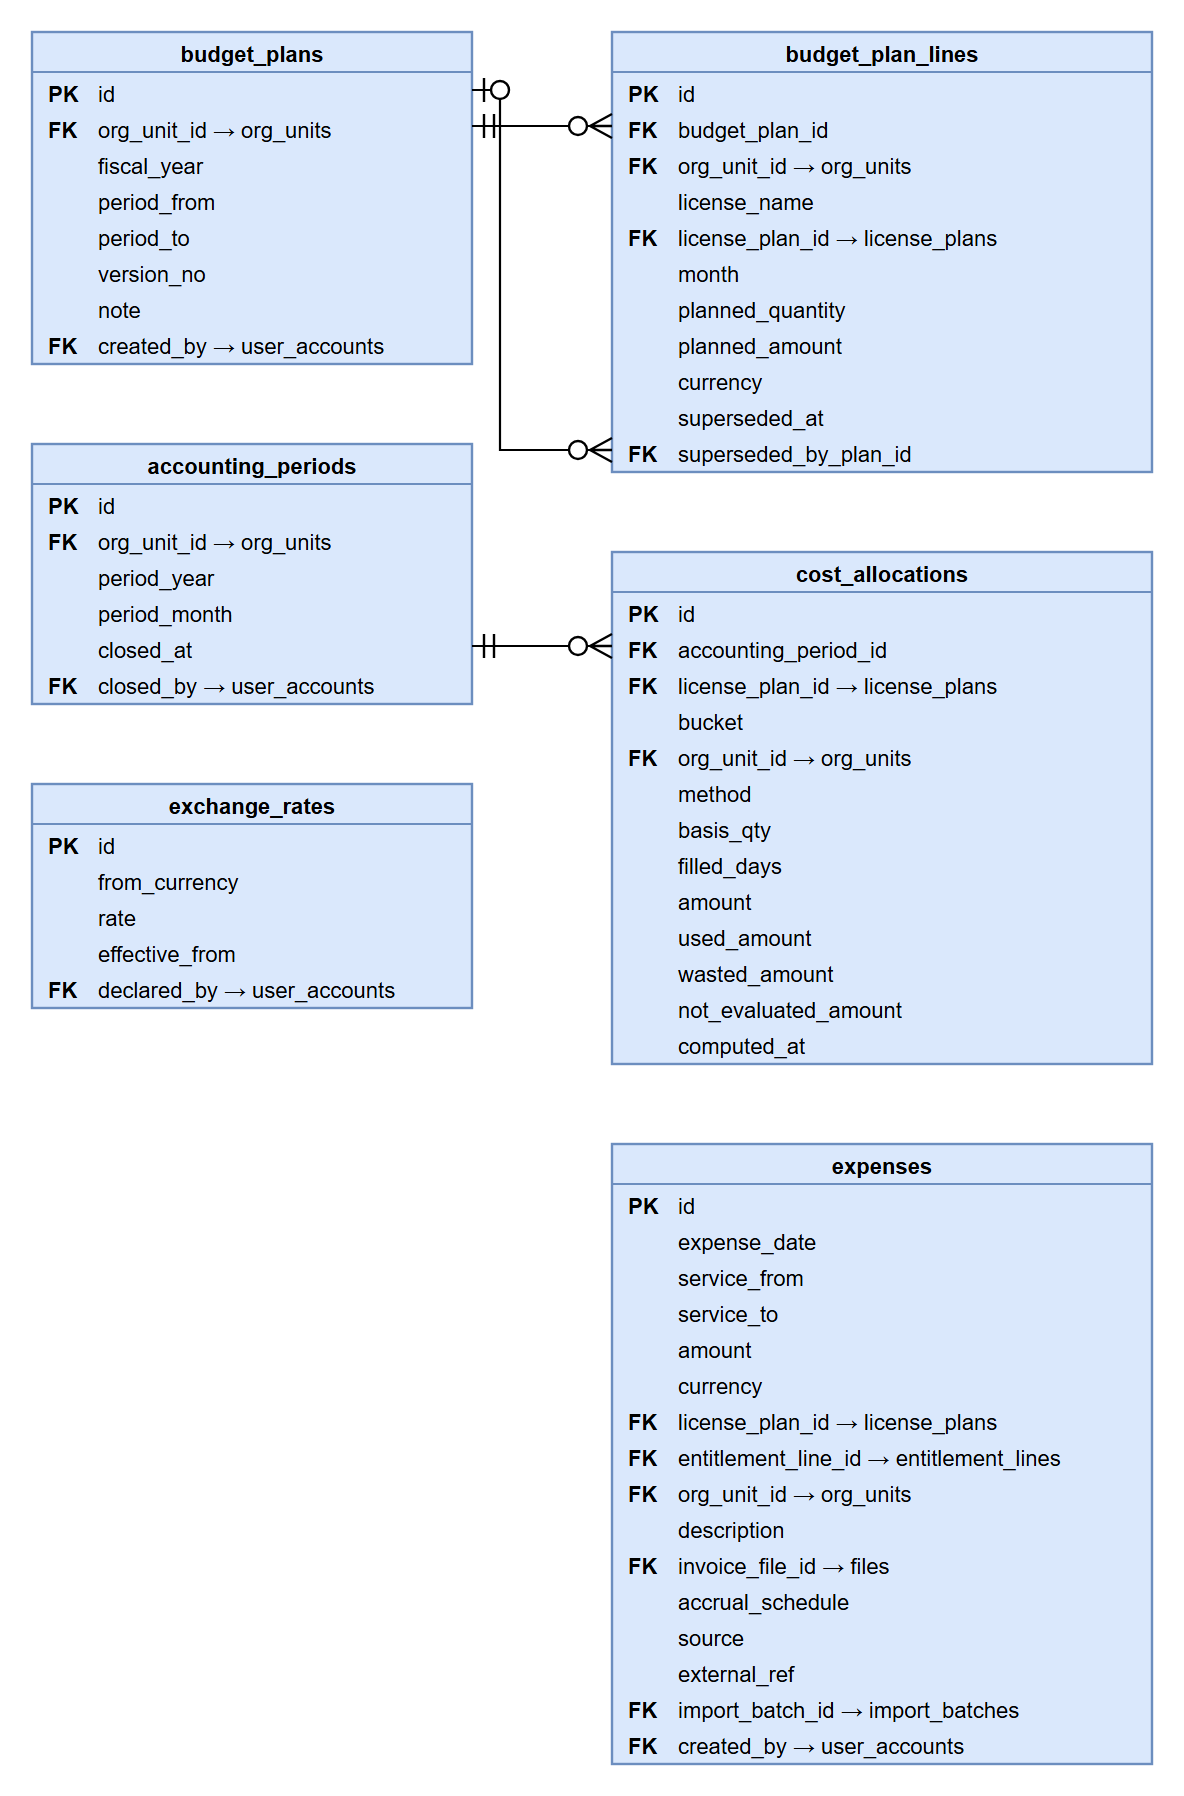 budget_plans
PK id
FK org_unit_id → org_units
fiscal_year
period_from
period_to
version_no
note
FK created_by → user_accounts
budget_plan_lines
PK id
FK budget_plan_id
FK org_unit_id → org_units
license_name
FK license_plan_id → license_plans
month
planned_quantity
planned_amount
currency
superseded_at
FK superseded_by_plan_id
accounting_periods
PK id
FK org_unit_id → org_units
period_year
period_month
closed_at
FK closed_by → user_accounts
cost_allocations
PK id
FK accounting_period_id
FK license_plan_id → license_plans
bucket
FK org_unit_id → org_units
method
basis_qty
filled_days
amount
used_amount
wasted_amount
not_evaluated_amount
computed_at
exchange_rates
PK id
from_currency
rate
effective_from
FK declared_by → user_accounts
expenses
PK id
expense_date
service_from
service_to
amount
currency
FK license_plan_id → license_plans
FK entitlement_line_id → entitlement_lines
FK org_unit_id → org_units
description
FK invoice_file_id → files
accrual_schedule
source
external_ref
FK import_batch_id → import_batches
FK created_by → user_accounts